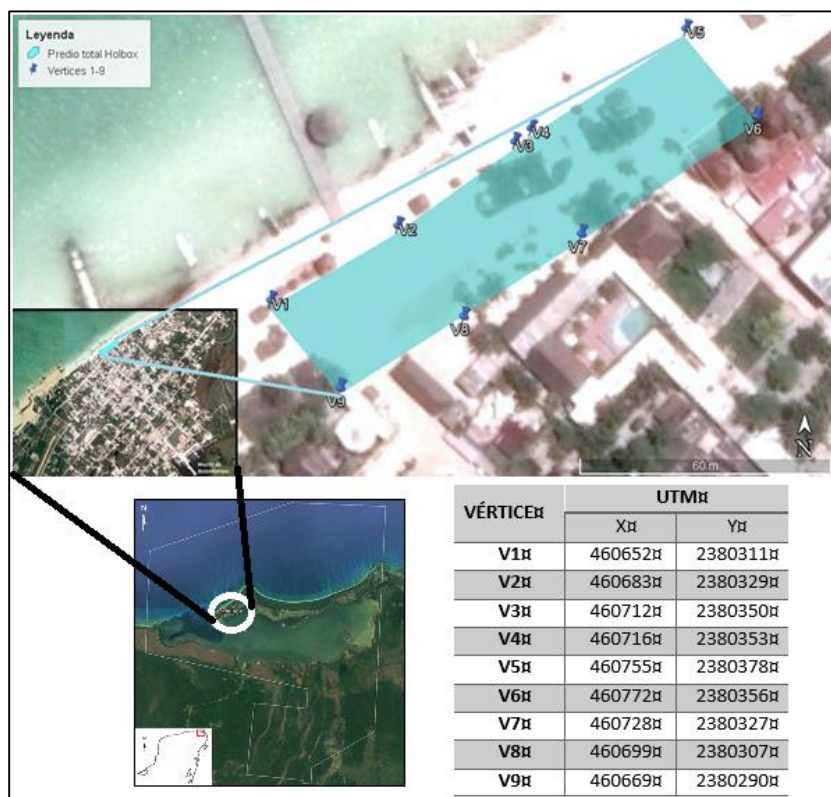 Leyenda
Predio total Holbox
Vertices 1-9
V5
V6
V4
V3
V2
V7
V1
V8
V9
N
60 m
N
VÉRTICE¤ UTM¤
X¤ Y¤
V1¤ 460652¤ 2380311¤
V2¤ 460683¤ 2380329¤
V3¤ 460712¤ 2380350¤
V4¤ 460716¤ 2380353¤
V5¤ 460755¤ 2380378¤
V6¤ 460772¤ 2380356¤
V7¤ 460728¤ 2380327¤
V8¤ 460699¤ 2380307¤
V9¤ 460669¤ 2380290¤